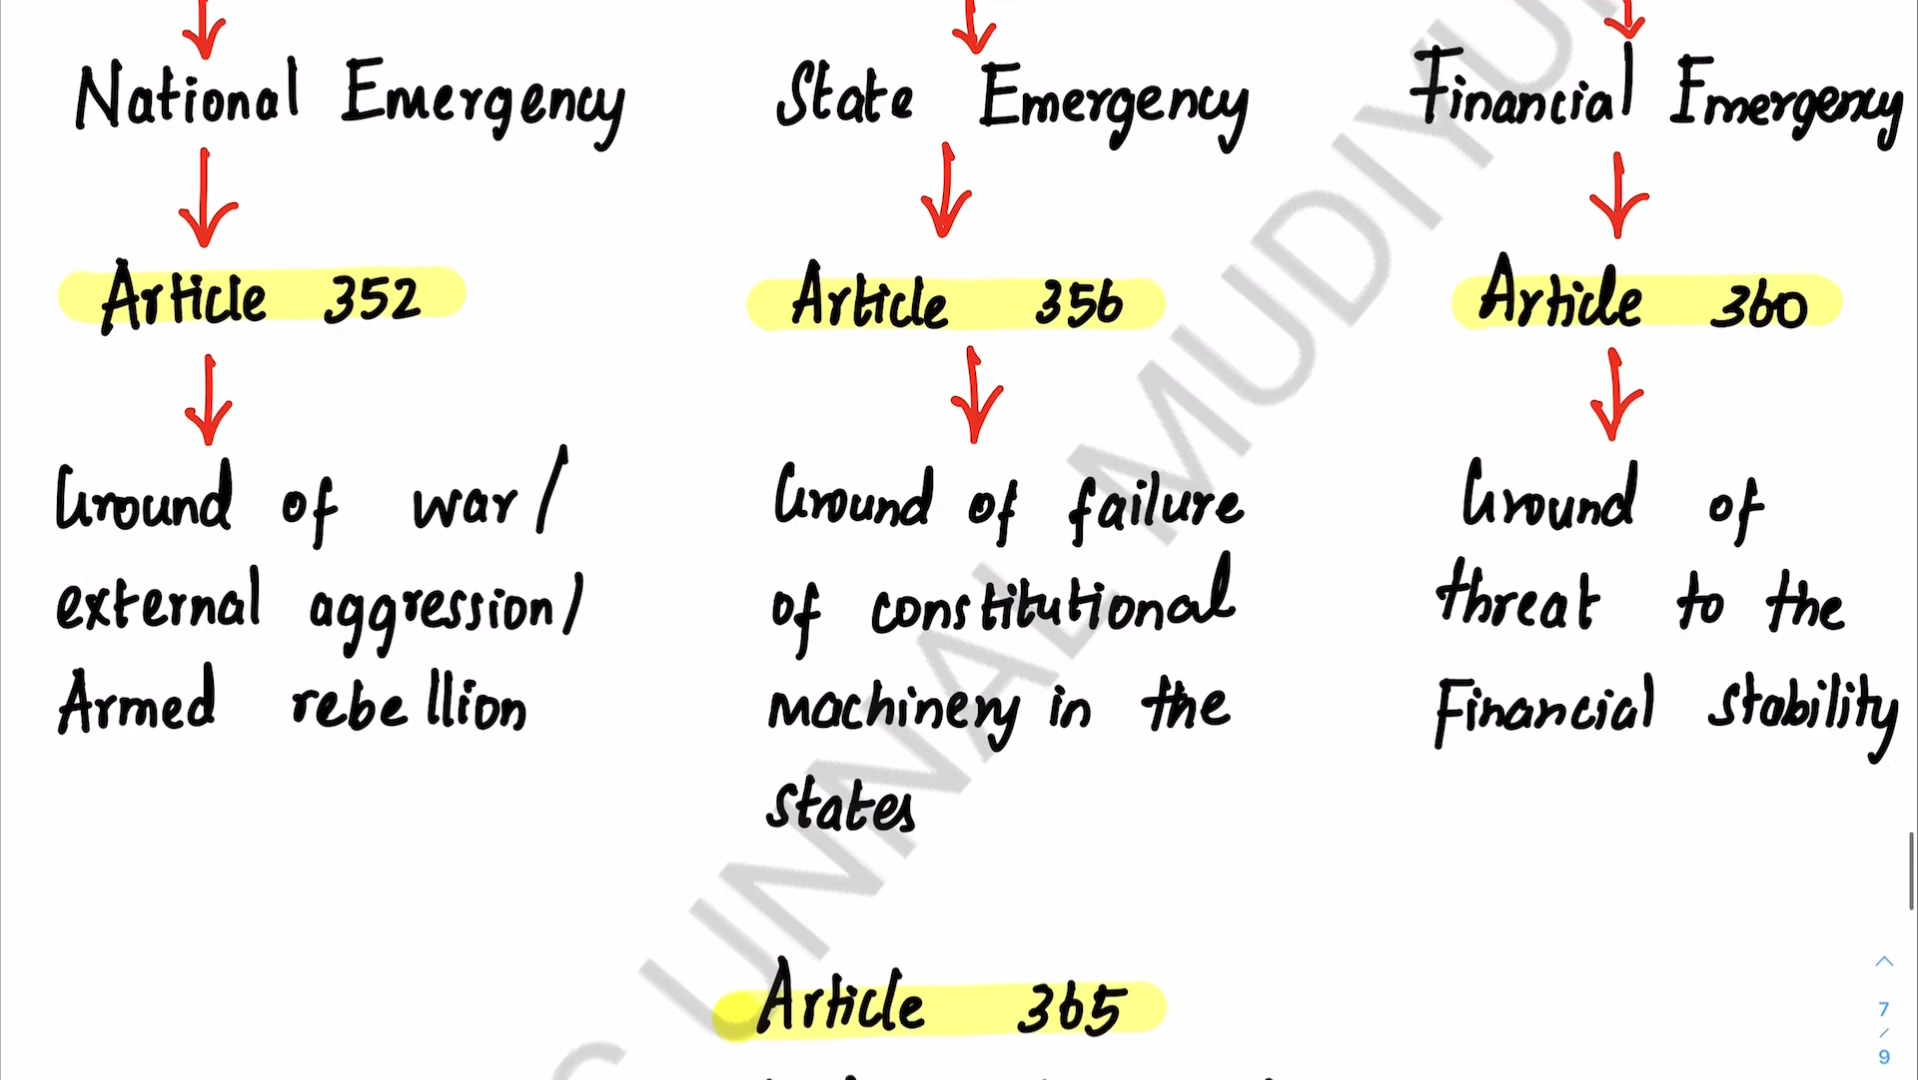 National Emergency
State Emergency
Financial Emergency
Article 352
Article 356
Article 360
Ground of war/
external aggression/
Armed rebellion
Ground of failure
of constitutional
machinery in the
states
Ground of
threat to the
Financial stability
Article 365
UNNAL MUDIYU
7
/
9